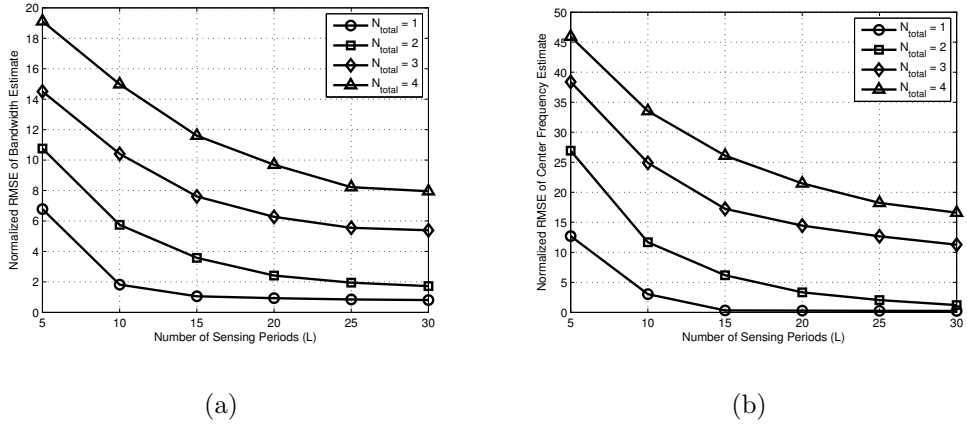 20
18
16
14
12
10
8
6
4
2
0
5 10 15 20 25 30
Normalized RMSE of Bandwidth Estimate
Number of Sensing Periods (L)
N_total = 1
N_total = 2
N_total = 3
N_total = 4
(a)
50
45
40
35
30
25
20
15
10
5
0
5 10 15 20 25 30
Normalized RMSE of Center Frequency Estimate
Number of Sensing Periods (L)
N_total = 1
N_total = 2
N_total = 3
N_total = 4
(b)